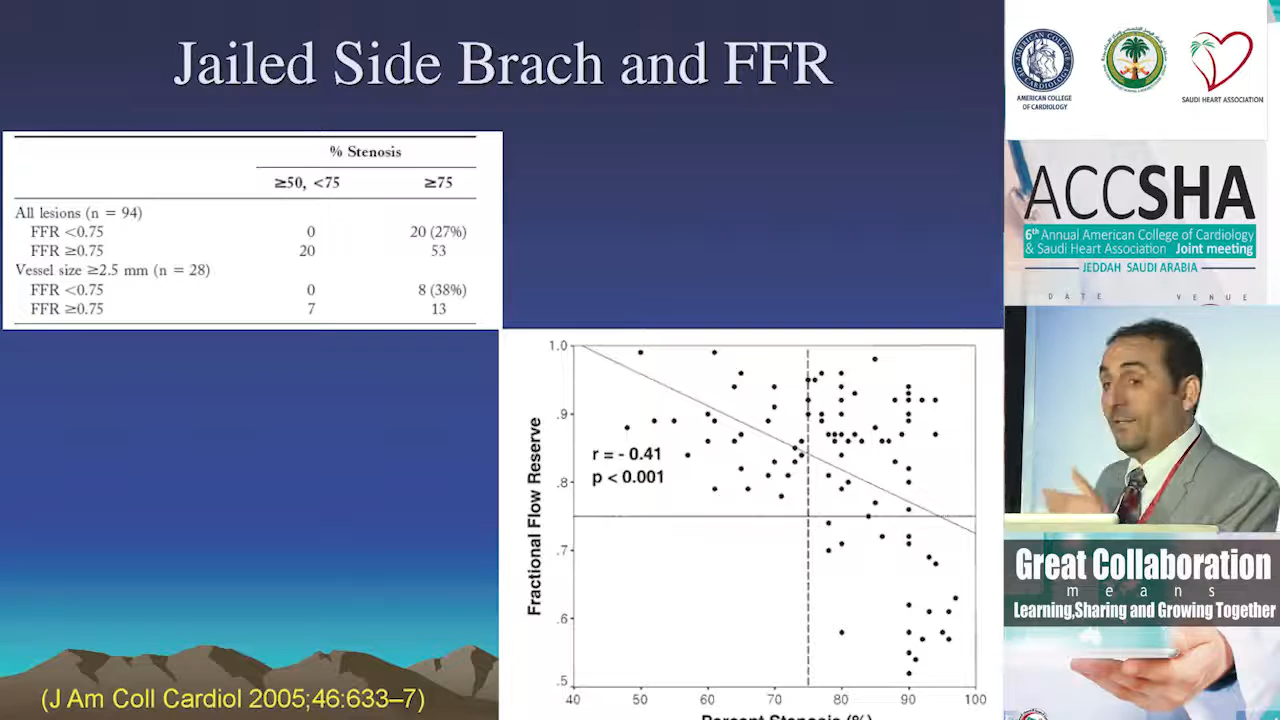 Jailed Side Brach and FFR
% Stenosis
≥50, <75 ≥75
All lesions (n = 94)
FFR <0.75 0 20 (27%)
FFR ≥0.75 20 53
Vessel size ≥2.5 mm (n = 28)
FFR <0.75 0 8 (38%)
FFR ≥0.75 7 13
1.0
.9
.8
.7
.6
.5
Fractional Flow Reserve
r = - 0.41
p < 0.001
40 50 60 70 80 90 100
Percent Stenosis (%)
(J Am Coll Cardiol 2005;46:633–7)
AMERICAN COLLEGE
OF CARDIOLOGY
SAUDI HEART ASSOCIATION
ACCSHA
6th Annual American College of Cardiology
& Saudi Heart Association Joint meeting
JEDDAH SAUDI ARABIA
DATE VENUE
Great Collaboration
means
Learning,Sharing and Growing Together